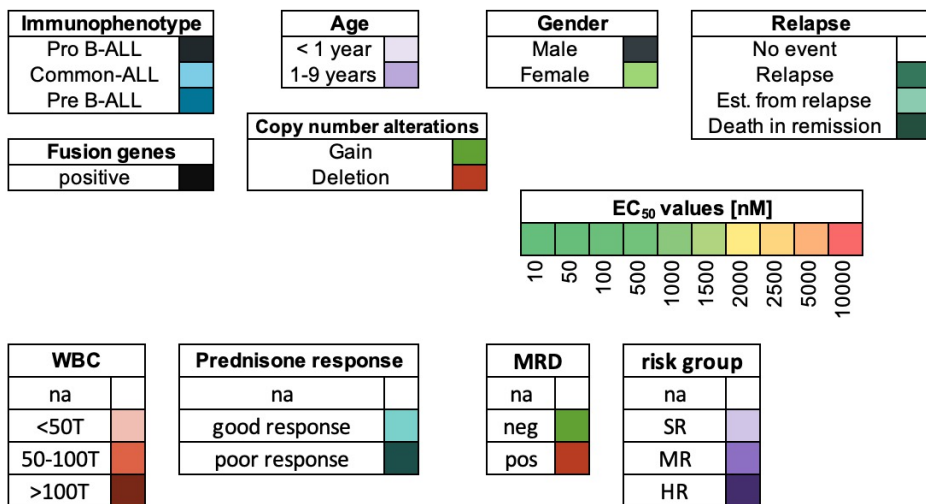 Immunophenotype
Pro B-ALL
Common-ALL
Pre B-ALL
Age
< 1 year
1-9 years
Gender
Male
Female
Relapse
No event
Relapse
Est. from relapse
Death in remission
Fusion genes
positive
Copy number alterations
Gain
Deletion
EC₅₀ values [nM]
10
50
100
500
1000
1500
2000
2500
5000
10000
WBC
na
<50T
50-100T
>100T
Prednisone response
na
good response
poor response
MRD
na
neg
pos
risk group
na
SR
MR
HR